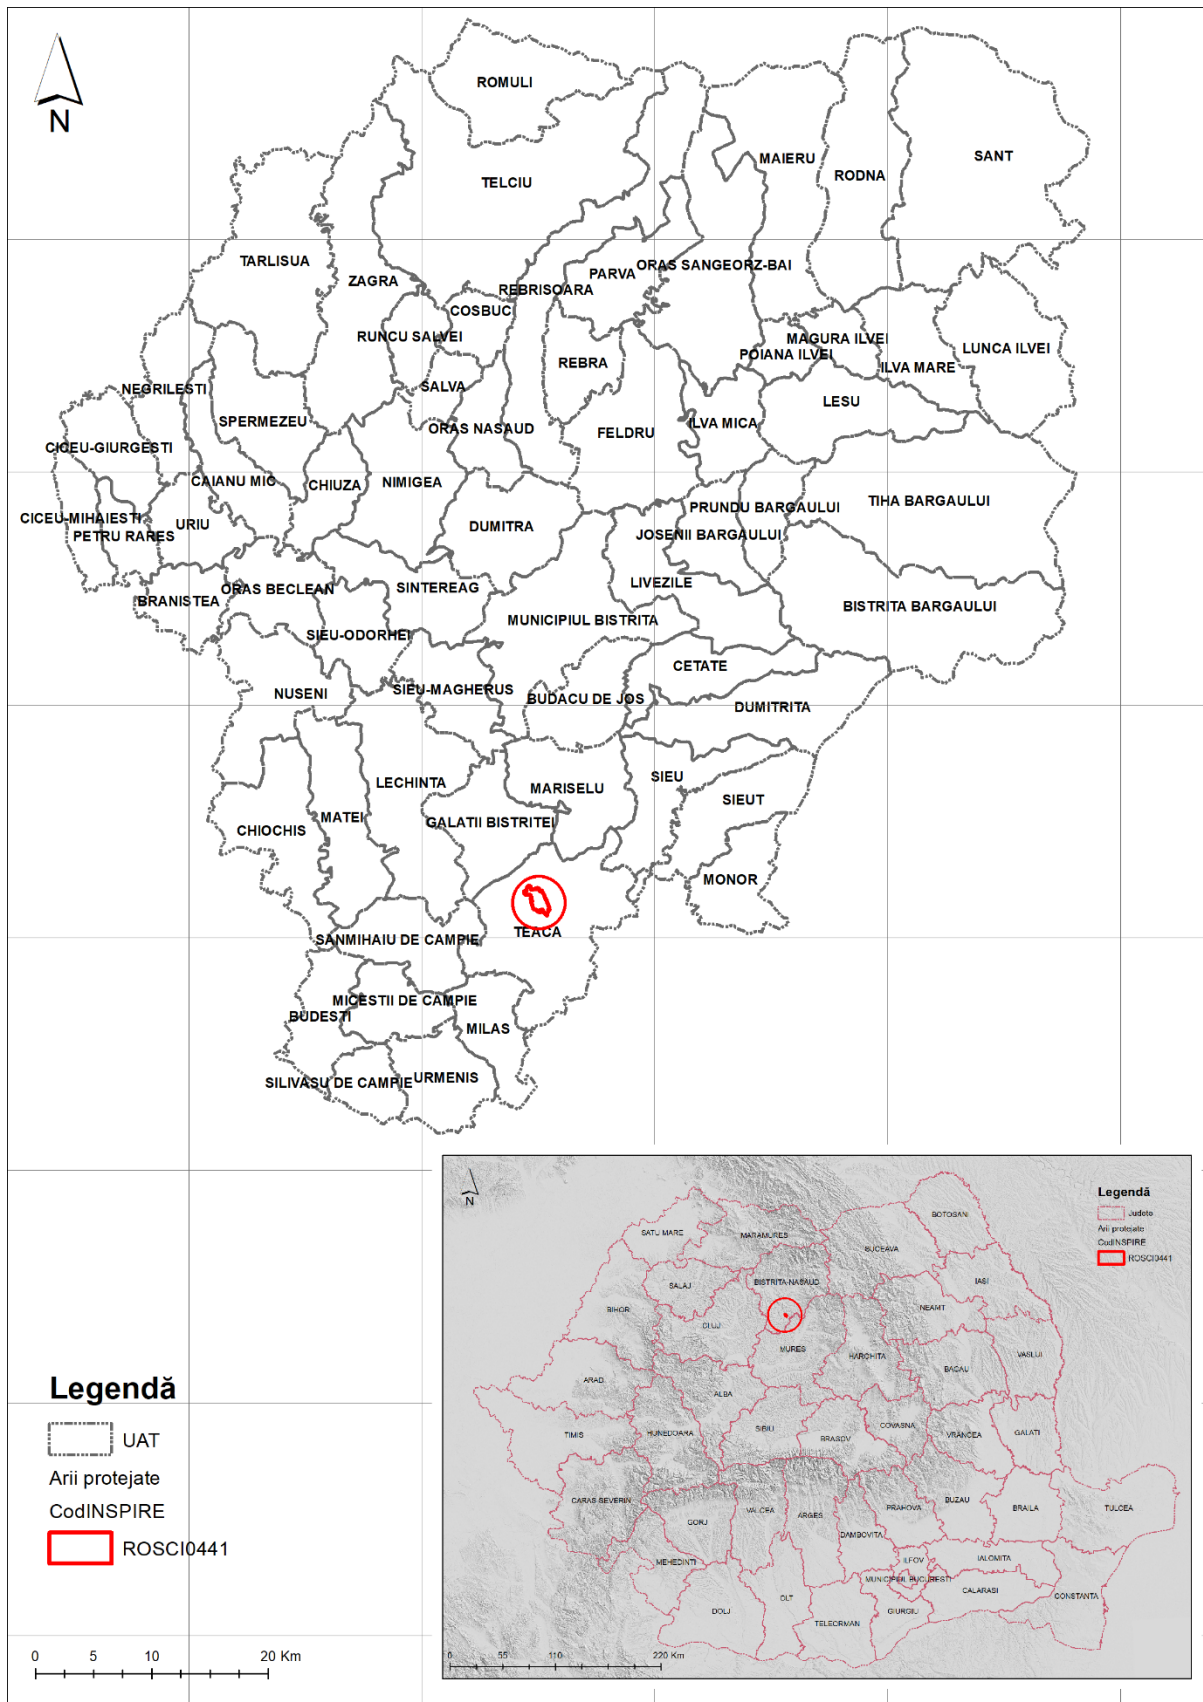 N
ROMULI
MAIERU
SANT
RODNA
TELCIU
TARLISUA
ORAS SANGEORZ-BAI
PARVA
ZAGRA
REBRISOARA
COSBUC
RUNCU SALVEI
MAGURA ILVEI
LUNCA ILVEI
POIANA ILVEI
REBRA
ILVA MARE
SALVA
NEGRILESTI
LESU
SPERMEZEU
ILVA MICA
ORAS NASAUD
FELDRU
CICEU-GIURGESTI
CAIANU MIC
CHIUZA
NIMIGEA
TIHA BARGAULUI
PRUNDU BARGAULUI
CICEU-MIHAIESTI
URIU
DUMITRA
PETRU RARES
JOSENII BARGAULUI
LIVEZILE
ORAS BECLEAN
SINTEREAG
BRANISTEA
BISTRITA BARGAULUI
MUNICIPIUL BISTRITA
SIEU-ODORHEI
CETATE
NUSENI
SIEU-MAGHERUS
BUDACU DE JOS
DUMITRITA
SIEU
LECHINTA
MARISELU
SIEUT
MATEI
GALATII BISTRITEI
CHIOCHIS
MONOR
TEACA
SANMIHAIU DE CAMPIE
MICESTII DE CAMPIE
BUDESTI
MILAS
URMENIS
SILIVASU DE CAMPIE
Legendă
UAT
Arii protejate
CodINSPIRE
ROSCI0441
0 5 10 20 Km
N
Legendă
Judete
Arii protejate
CodINSPIRE
ROSCI0441
BOTOSANI
SATU MARE
MARAMURES
SUCEAVA
BISTRITA-NASAUD
IASI
SALAJ
NEAMT
BIHOR
CLUJ
MURES
HARGHITA
VASLUI
BACAU
ARAD
ALBA
SIBIU
COVASNA
HUNEDOARA
TIMIS
BRASOV
VRANCEA
GALATI
CARAS-SEVERIN
BUZAU
PRAHOVA
BRAILA
TULCEA
VALCEA
ARGES
GORJ
DAMBOVITA
MEHEDINTI
ILFOV
IALOMITA
MUNICIPIUL BUCURESTI
CALARASI
CONSTANTA
OLT
DOLJ
GIURGIU
TELEORMAN
0 55 110 220 Km